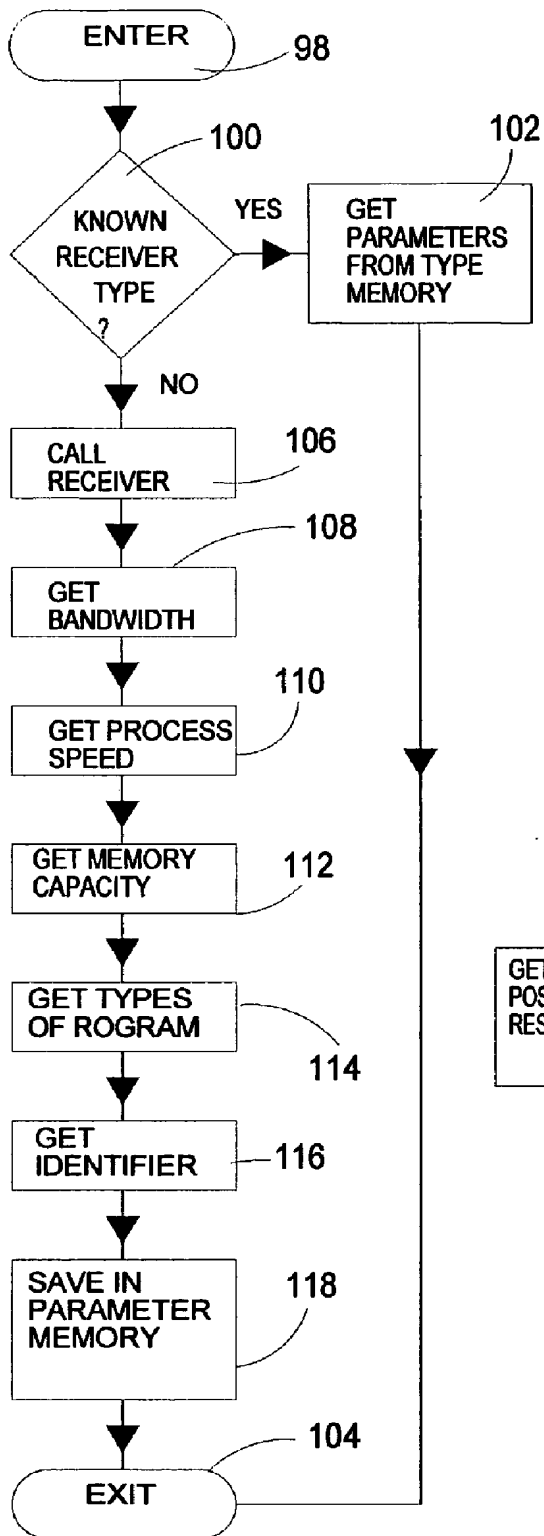 ENTER
98
100
102
KNOWN
RECEIVER
TYPE
?
YES
GET
PARAMETERS
FROM TYPE
MEMORY
NO
CALL
RECEIVER
106
108
GET
BANDWIDTH
110
GET PROCESS
SPEED
GET MEMORY
CAPACITY
112
GET TYPES
OF ROGRAM
114
GET
POS
RES
GET
IDENTIFIER
116
SAVE IN
PARAMETER
MEMORY
118
104
EXIT